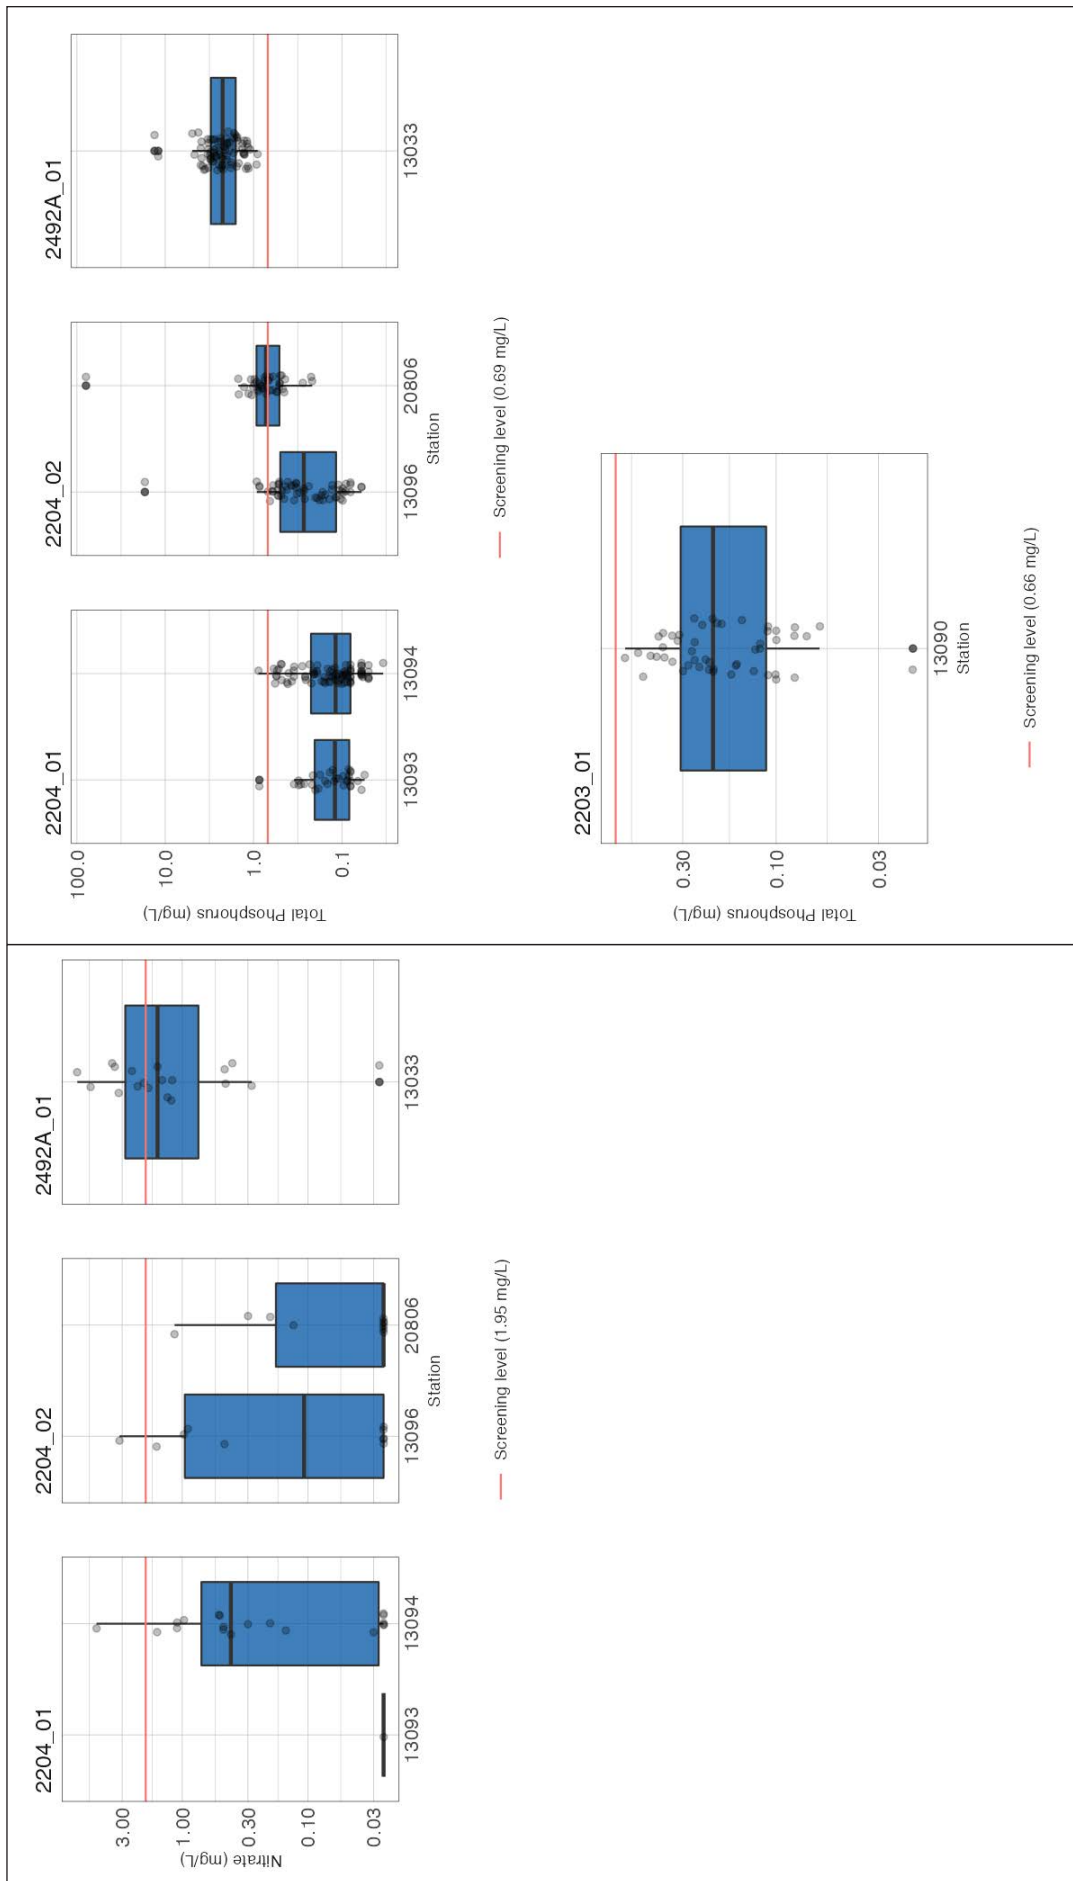 2204_01
2204_02
2492A_01
Nitrate (mg/L)
3.00
1.00
0.30
0.10
0.03
13093
13094
13096
20806
13033
Station
Screening level (1.95 mg/L)
2204_01
2204_02
2492A_01
Total Phosphorus (mg/L)
100.0
10.0
1.0
0.1
13093
13094
13096
20806
13033
Station
Screening level (0.69 mg/L)
2203_01
Total Phosphorus (mg/L)
0.30
0.10
0.03
13090
Station
Screening level (0.66 mg/L)